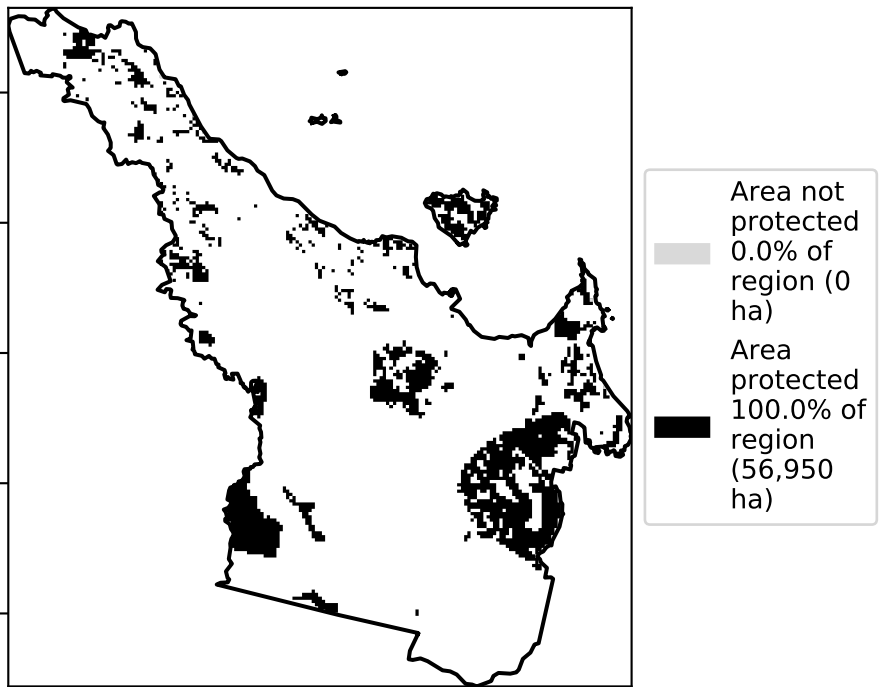 Area not
protected
0.0% of
region (0
ha)
Area
protected
100.0% of
region
(56,950
ha)